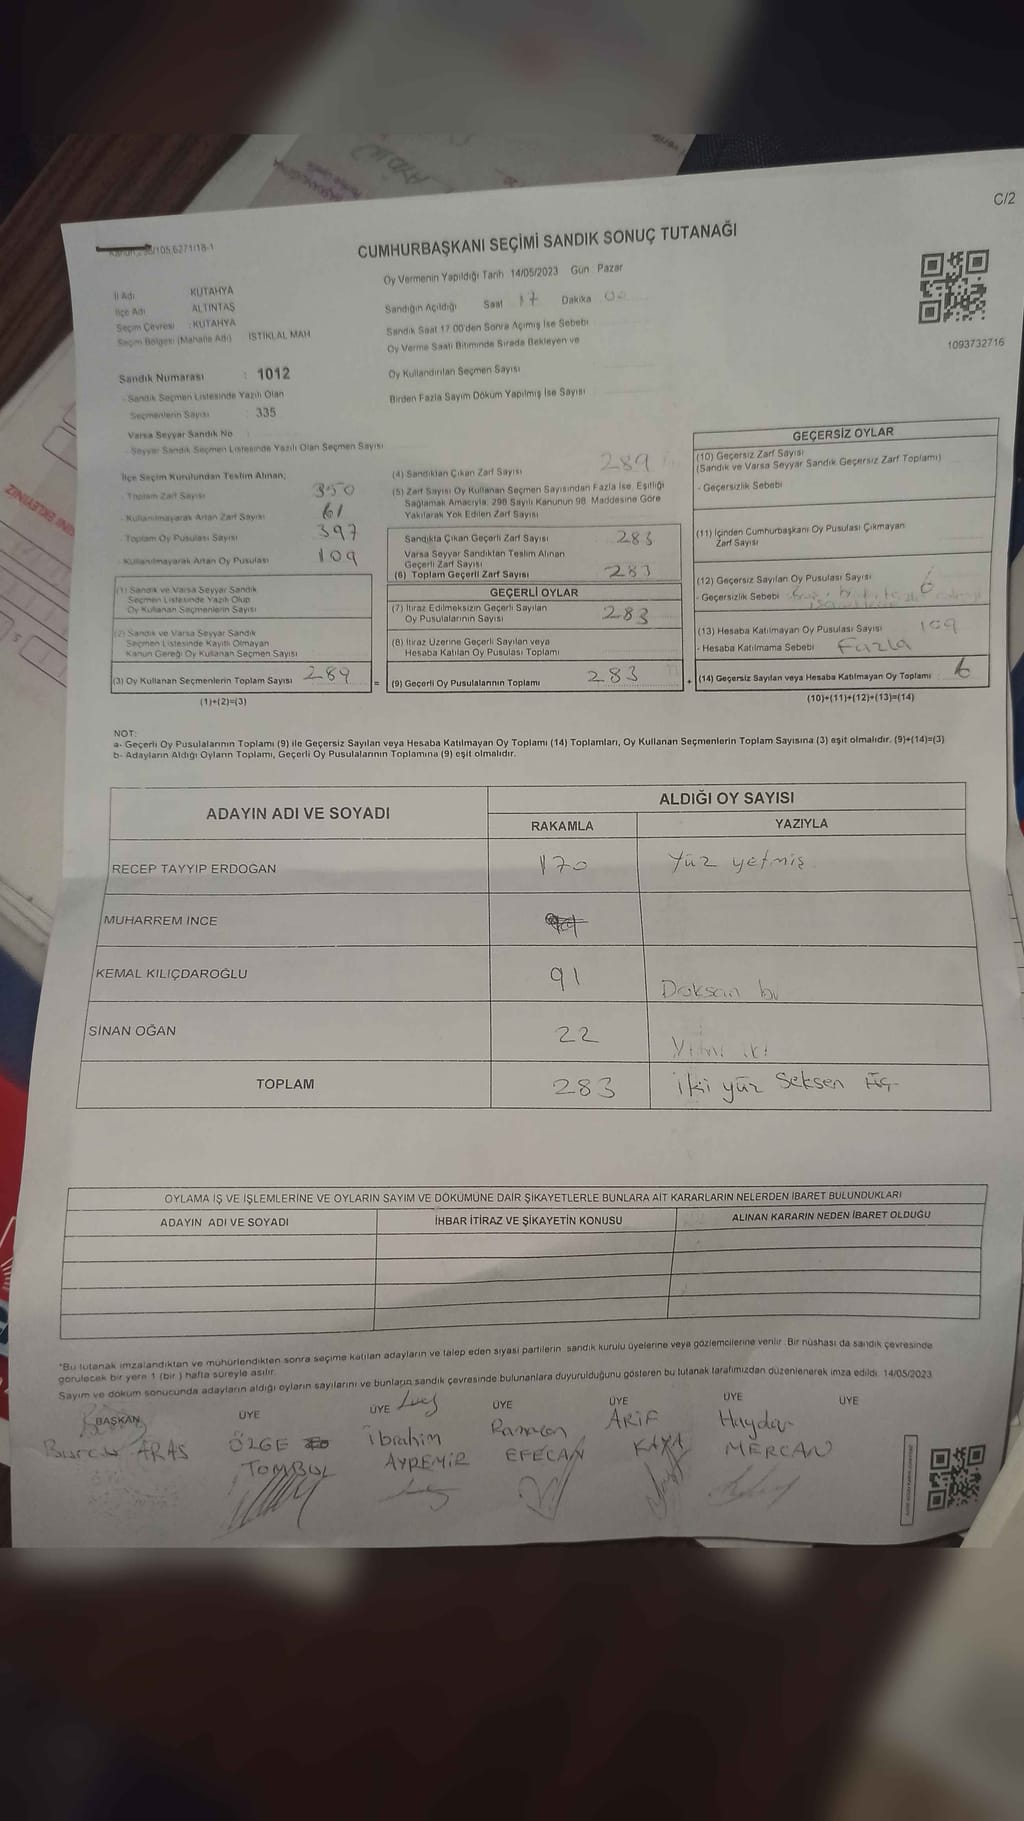 C/2
CUMHURBAŞKANI SEÇİMİ SANDIK SONUÇ TUTANAĞI
/105.6271/18-1
Oy Vermenin Yapıldığı Tarih 14/05/2023 Gün Pazar
İl Adı KÜTAHYA
İlçe Adı ALTINTAŞ
Seçim Çevresi : KÜTAHYA
Seçim Bölgesi (Mahalle Adı) İSTİKLAL MAH
Sandığın Açıldığı Saat 17 Dakika 00
Sandık Saat 17.00'den Sonra Açılmış İse Sebebi
Oy Verme Saati Bitiminde Sırada Bekleyen ve
Oy Kullandırılan Seçmen Sayısı
Birden Fazla Sayım Döküm Yapılmış İse Sayısı
1093732716
Sandık Numarası : 1012
- Sandık Seçmen Listesinde Yazılı Olan
Seçmenlerin Sayısı : 335
Varsa Seyyar Sandık No
- Seyyar Sandık Seçmen Listesinde Yazılı Olan Seçmen Sayısı
İlçe Seçim Kurulundan Teslim Alınan;
- Toplam Zarf Sayısı 350
- Kullanılmayarak Artan Zarf Sayısı 61
- Toplam Oy Pusulası Sayısı 397
- Kullanılmayarak Artan Oy Pusulası 109
(1) Sandık ve Varsa Seyyar Sandık
Seçmen Listesinde Yazılı Olup
Oy Kullanan Seçmenlerin Sayısı
(2) Sandık ve Varsa Seyyar Sandık
Seçmen Listesinde Kayıtlı Olmayan
Kanun Gereği Oy Kullanan Seçmen Sayısı
(3) Oy Kullanan Seçmenlerin Toplam Sayısı 289 =
(1)+(2)=(3)
(4) Sandıktan Çıkan Zarf Sayısı 289
(5) Zarf Sayısı Oy Kullanan Seçmen Sayısından Fazla İse, Eşitliği
Sağlamak Amacıyla; 298 Sayılı Kanunun 98. Maddesine Göre
Yakılarak Yok Edilen Zarf Sayısı
Sandıkta Çıkan Geçerli Zarf Sayısı 283
Varsa Seyyar Sandıktan Teslim Alınan
Geçerli Zarf Sayısı
(6) Toplam Geçerli Zarf Sayısı 283
GEÇERLİ OYLAR
(7) İtiraz Edilmeksizin Geçerli Sayılan
Oy Pusulalarının Sayısı 283
(8) İtiraz Üzerine Geçerli Sayılan veya
Hesaba Katılan Oy Pusulası Toplamı
(9) Geçerli Oy Pusulalarının Toplamı 283 +
GEÇERSİZ OYLAR
(10) Geçersiz Zarf Sayısı
(Sandık ve Varsa Seyyar Sandık Geçersiz Zarf Toplamı)
- Geçersizlik Sebebi
(11) İçinden Cumhurbaşkanı Oy Pusulası Çıkmayan
Zarf Sayısı
(12) Geçersiz Sayılan Oy Pusulası Sayısı 6
- Geçersizlik Sebebi
(13) Hesaba Katılmayan Oy Pusulası Sayısı 109
- Hesaba Katılmama Sebebi Fazla
(14) Geçersiz Sayılan veya Hesaba Katılmayan Oy Toplamı 6
(10)+(11)+(12)+(13)=(14)
NOT:
a- Geçerli Oy Pusulalarının Toplamı (9) ile Geçersiz Sayılan veya Hesaba Katılmayan Oy Toplamı (14) Toplamları, Oy Kullanan Seçmenlerin Toplam Sayısına (3) eşit olmalıdır. (9)+(14)=(3)
b- Adayların Aldığı Oyların Toplamı, Geçerli Oy Pusulalarının Toplamına (9) eşit olmalıdır.
ADAYIN ADI VE SOYADI ALDIĞI OY SAYISI
RAKAMLA YAZIYLA
RECEP TAYYİP ERDOĞAN 170 Yüz yetmiş
MUHARREM İNCE
KEMAL KILIÇDAROĞLU 91 Doksan bir
SİNAN OĞAN 22 Yirmi iki
TOPLAM 283 iki yüz Seksen üç
OYLAMA İŞ VE İŞLEMLERİNE VE OYLARIN SAYIM VE DÖKÜMÜNE DAİR ŞİKAYETLERLE BUNLARA AİT KARARLARIN NELERDEN İBARET BULUNDUKLARI
ADAYIN ADI VE SOYADI İHBAR İTİRAZ VE ŞİKAYETİN KONUSU ALINAN KARARIN NEDEN İBARET OLDUĞU
*Bu tutanak imzalandıktan ve mühürlendikten sonra seçime katılan adayların ve talep eden siyasi partilerin sandık kurulu üyelerine veya gözlemcilerine verilir. Bir nüshası da sandık çevresinde
görülecek bir yere 1 (bir ) hafta süreyle asılır.
Sayım ve döküm sonucunda adayların aldığı oyların sayılarını ve bunların sandık çevresinde bulunanlara duyurulduğunu gösteren bu tutanak tarafımızdan düzenlenerek imza edildi. 14/05/2023
BAŞKAN ÜYE ÜYE ÜYE ÜYE ÜYE ÜYE
Burcu ARAS
ÖZGE TOMBUL
İbrahim AYDEMİR
Ramazan EFECAN
ARİF KAYA
Haydar MERCAN